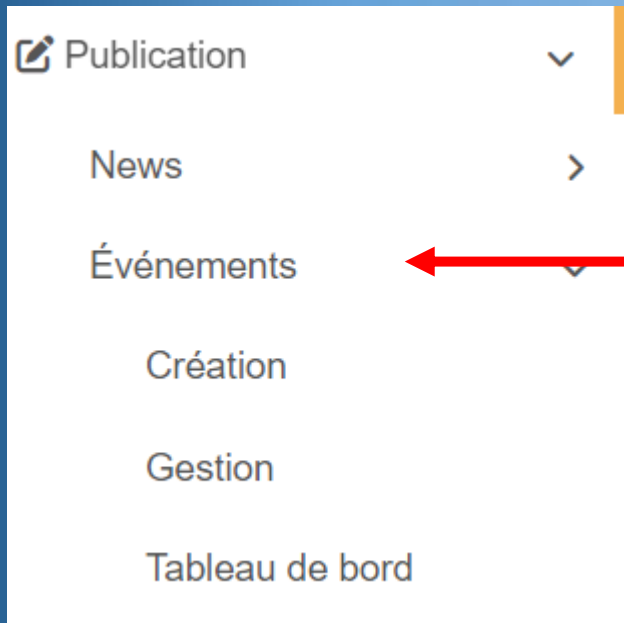 Publication
News
Événements
Création
Gestion
Tableau de bord